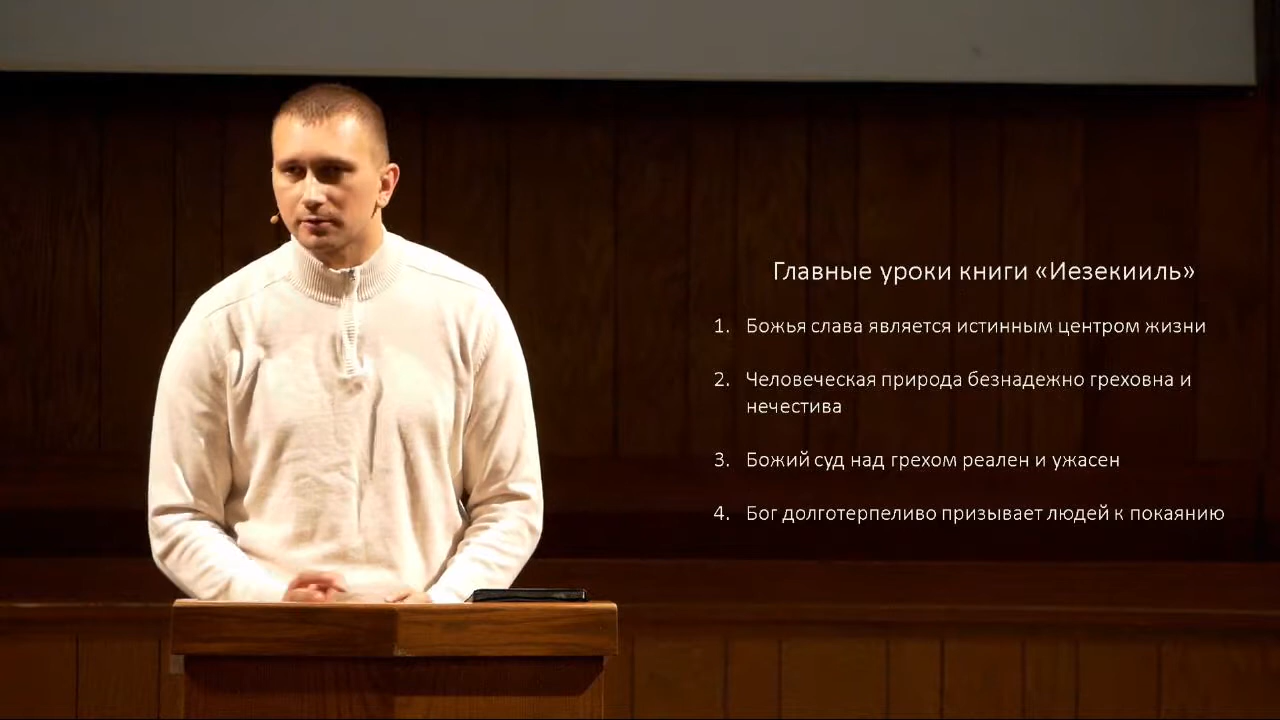 Главные уроки книги «Иезекииль»
1. Божья слава является истинным центром жизни
2. Человеческая природа безнадежно греховна и
нечестива
3. Божий суд над грехом реален и ужасен
4. Бог долготерпеливо призывает людей к покаянию